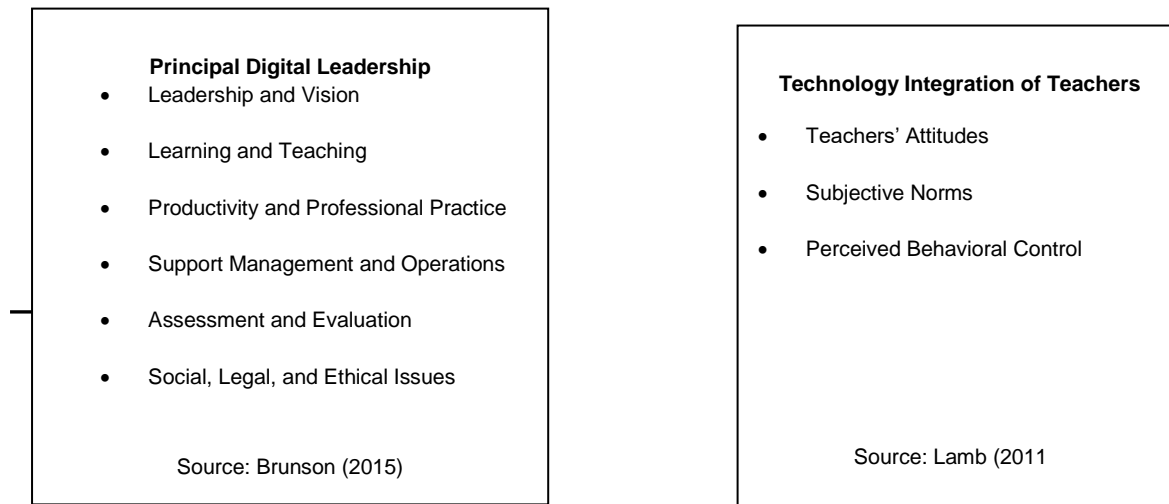 Principal Digital Leadership
• Leadership and Vision
• Learning and Teaching
• Productivity and Professional Practice
• Support Management and Operations
• Assessment and Evaluation
• Social, Legal, and Ethical Issues
Source: Brunson (2015)
Technology Integration of Teachers
• Teachers’ Attitudes
• Subjective Norms
• Perceived Behavioral Control
Source: Lamb (2011